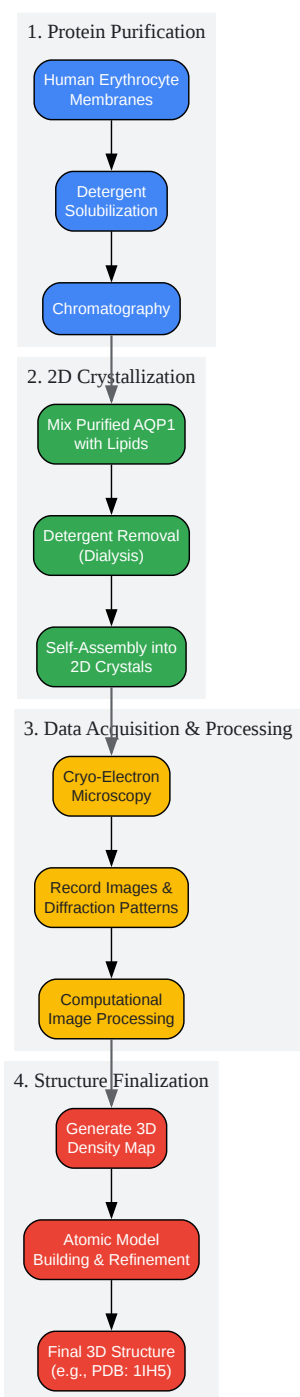 1. Protein Purification
Human Erythrocyte
Membranes
Detergent
Solubilization
Chromatography
2. 2D Crystallization
Mix Purified AQP1
with Lipids
Detergent Removal
(Dialysis)
Self-Assembly into
2D Crystals
3. Data Acquisition & Processing
Cryo-Electron
Microscopy
Record Images &
Diffraction Patterns
Computational
Image Processing
4. Structure Finalization
Generate 3D
Density Map
Atomic Model
Building & Refinement
Final 3D Structure
(e.g., PDB: 1IH5)